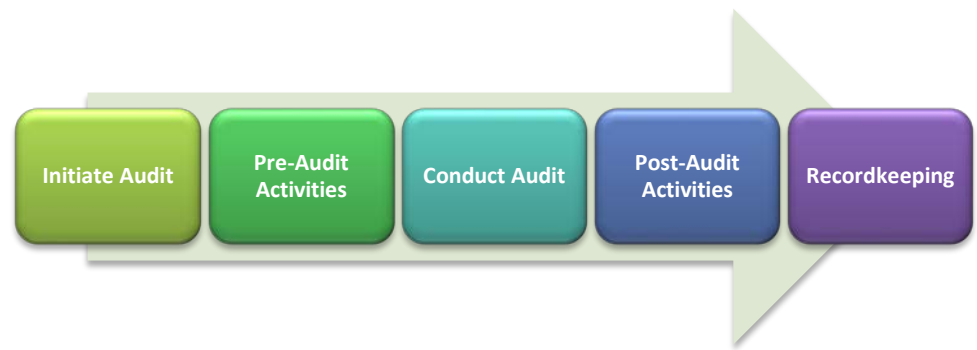 Initiate Audit
Pre-Audit
Activities
Conduct Audit
Post-Audit
Activities
Recordkeeping